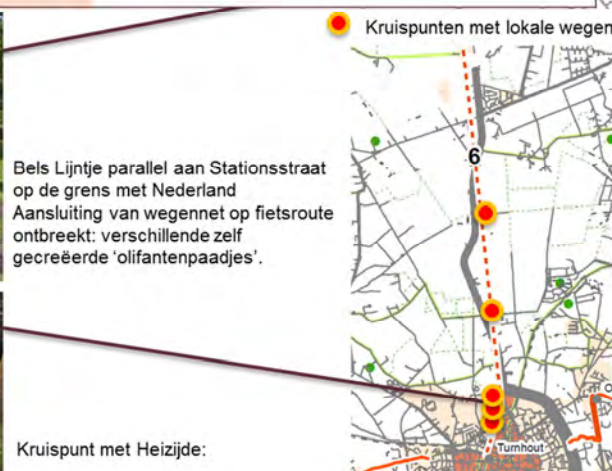 Kruispunten met lokale wegen
Bels Lijntje parallel aan Stationsstraat
op de grens met Nederland
Aansluiting van wegennet op fietsroute
ontbreekt: verschillende zelf
gecreëerde 'olifantenpaadjes'.
6
Turnhout
Kruispunt met Heizijde: